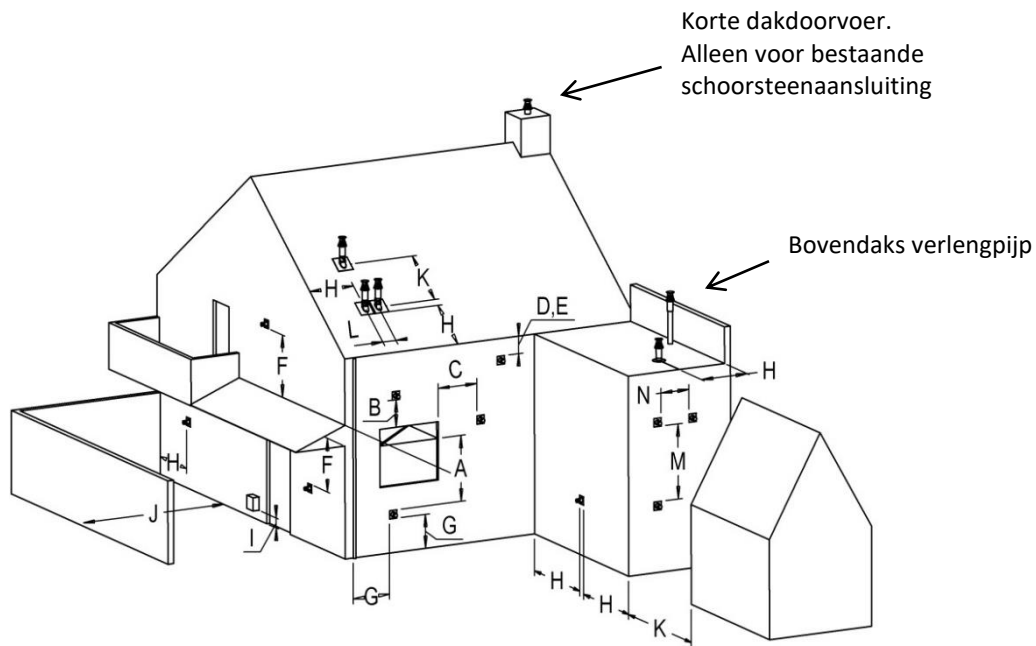 Korte dakdoorvoer.
Alleen voor bestaande
schoorsteenaansluiting
Bovendaks verlengpijp
K
H
D,E
L
H
F
C
H
B
N
F
A
M
H
J
I
G
G
H
H
K